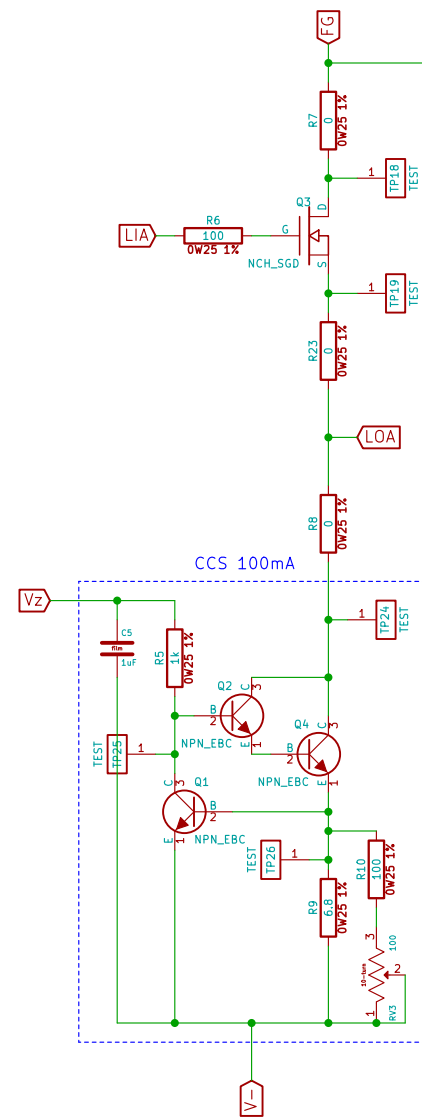 FG
R7
0
0W25 1%
1
TP18
TEST
Q3
D
G
S
NCH_SGD
LIA
R6
100
0W25 1%
1
TP19
TEST
R23
0
0W25 1%
LOA
R8
0
0W25 1%
CCS 100mA
Vz
C5
film
1uF
R5
1k
0W25 1%
1
TP24
TEST
Q2
C
3
B
2
E
1
NPN_EBC
Q4
C
3
B
2
E
1
NPN_EBC
TEST
TP25
1
Q1
C
3
B
2
E
1
NPN_EBC
TEST
TP26
1
R9
6.8
0W25 1%
R10
100
0W25 1%
3
100
10-turn
2
1
RV3
V-